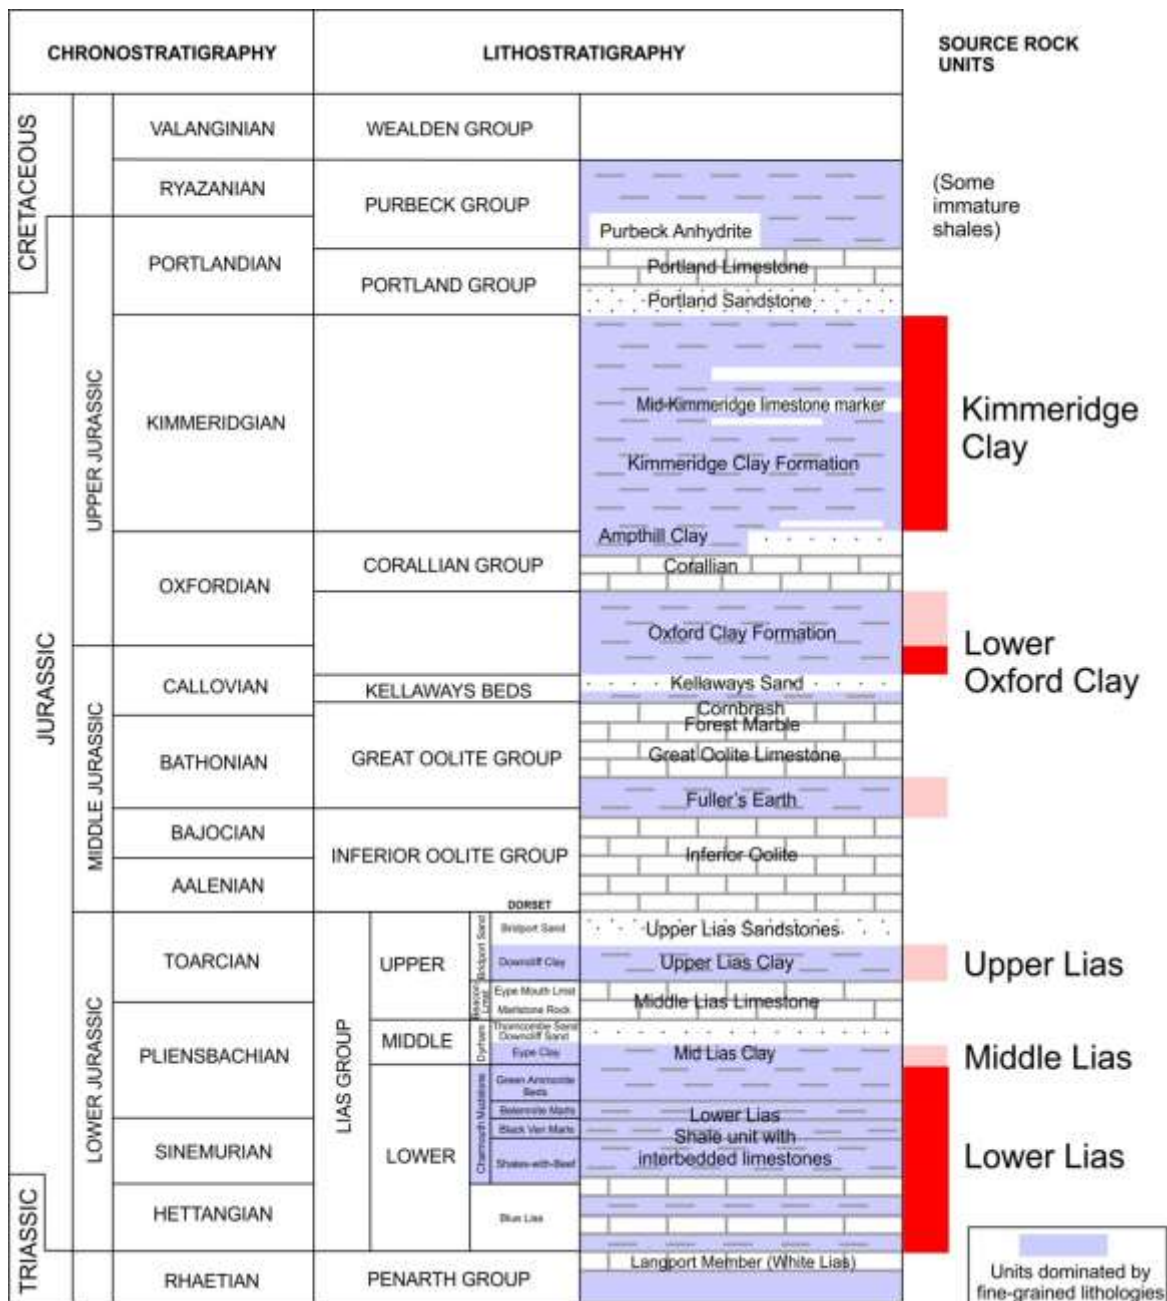 CHRONOSTRATIGRAPHY
LITHOSTRATIGRAPHY
SOURCE ROCK
UNITS
CRETACEOUS
JURASSIC
TRIASSIC
UPPER JURASSIC
MIDDLE JURASSIC
LOWER JURASSIC
VALANGINIAN
RYAZANIAN
PORTLANDIAN
KIMMERIDGIAN
OXFORDIAN
CALLOVIAN
BATHONIAN
BAJOCIAN
AALENIAN
TOARCIAN
PLIENSBACHIAN
SINEMURIAN
HETTANGIAN
RHAETIAN
WEALDEN GROUP
PURBECK GROUP
PORTLAND GROUP
CORALLIAN GROUP
KELLAWAYS BEDS
GREAT OOLITE GROUP
INFERIOR OOLITE GROUP
DORSET
LIAS GROUP
UPPER
MIDDLE
LOWER
PENARTH GROUP
Bridport Sand
Beacon Lmst
Dyrham
Charmouth Mudstone
Bridport Sand
Downcliff Clay
Eype Mouth Lmst
Marlstone Rock
Thorncombe Sand
Downcliff Sand
Eype Clay
Green Ammonite
Beds
Belemnite Marls
Black Ven Marls
Shales-with-Beef
Blue Lias
Purbeck Anhydrite
Portland Limestone
Portland Sandstone
Mid-Kimmeridge limestone marker
Kimmeridge Clay Formation
Ampthill Clay
Corallian
Oxford Clay Formation
Kellaways Sand
Cornbrash
Forest Marble
Great Oolite Limestone
Fuller's Earth
Inferior Oolite
Upper Lias Sandstones
Upper Lias Clay
Middle Lias Limestone
Mid Lias Clay
Lower Lias
Shale unit with
interbedded limestones
Langport Member (White Lias)
(Some
immature
shales)
Kimmeridge
Clay
Lower
Oxford Clay
Upper Lias
Middle Lias
Lower Lias
Units dominated by
fine-grained lithologies